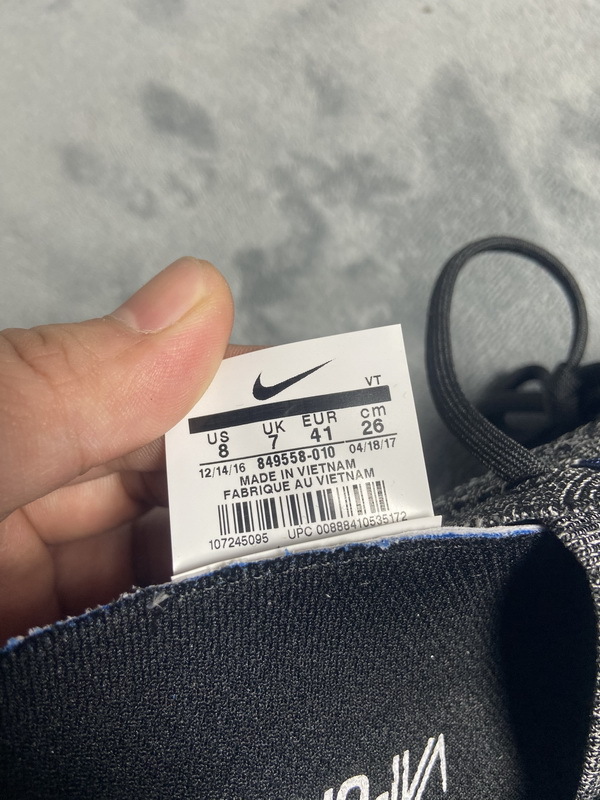 VT
US UK EUR cm
8 7 41 26
12/14/16 849558-010 04/18/17
MADE IN VIETNAM
FABRIQUE AU VIETNAM
107245095 UPC 00888410535172